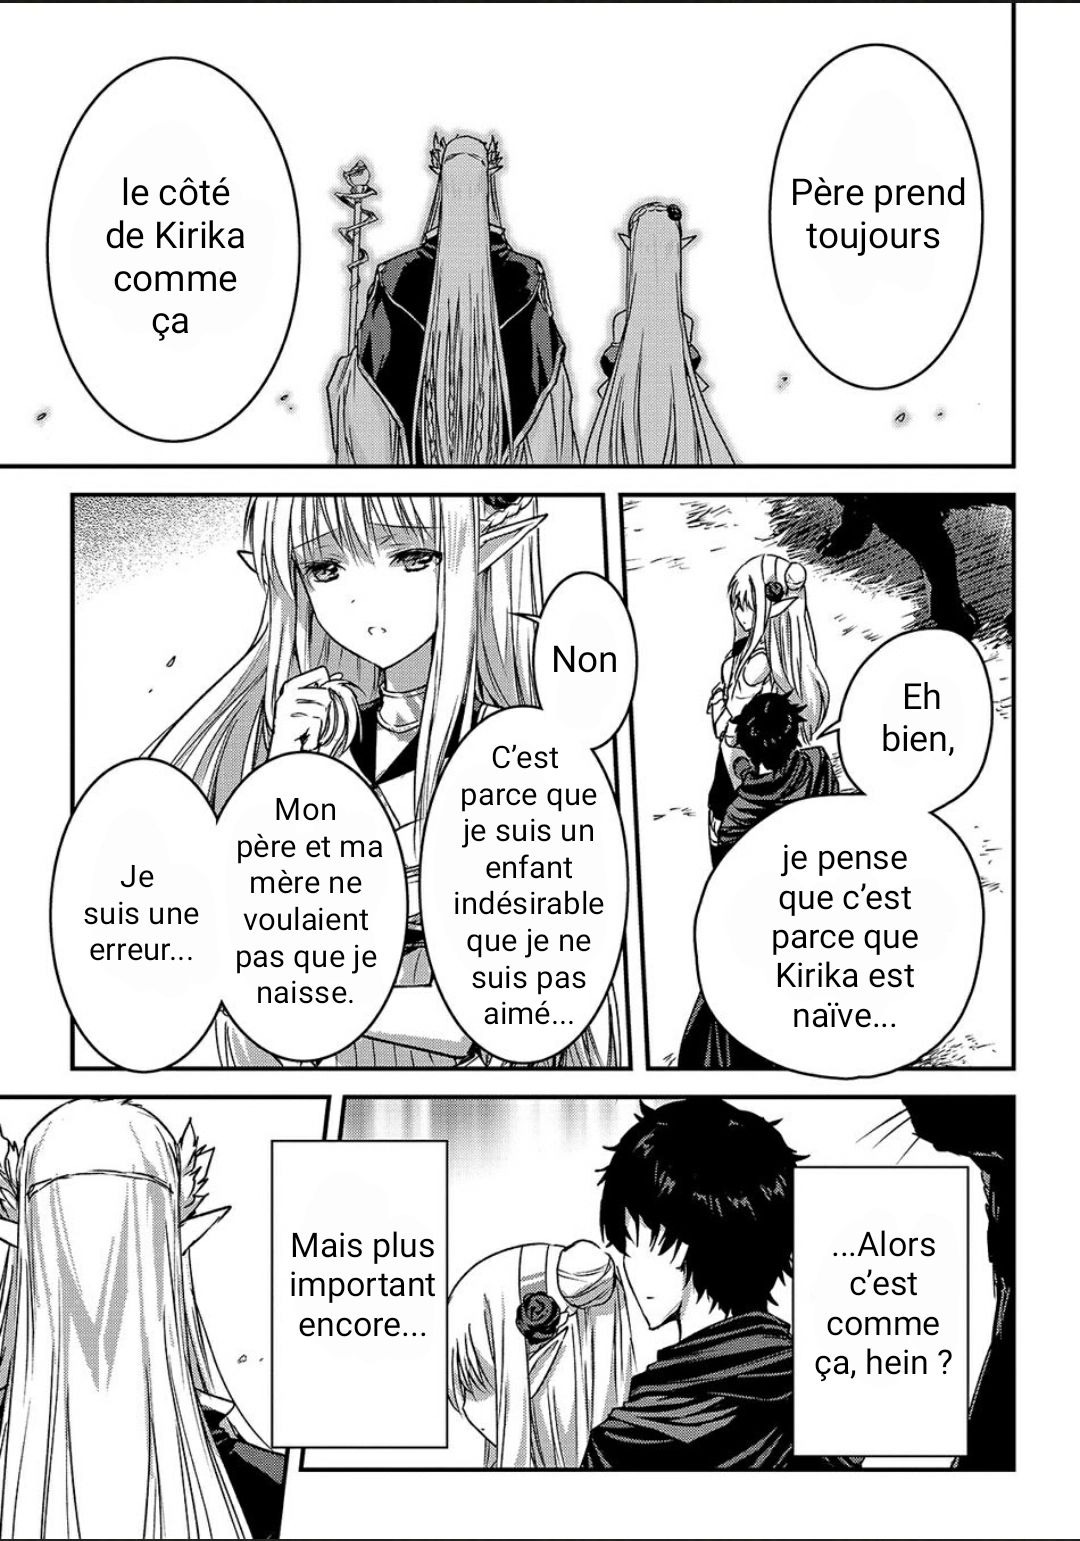 Père prend
toujours
le côté
de Kirika
comme
ça
Eh
bien,
je pense
que c’est
parce que
Kirika est
naïve...
Non
C’est
parce que
je suis un
enfant
indésirable
que je ne
suis pas
aimé...
Mon
père et ma
mère ne
voulaient
pas que je
naisse.
Je
suis une
erreur...
...Alors
c’est
comme
ça, hein ?
Mais plus
important
encore...